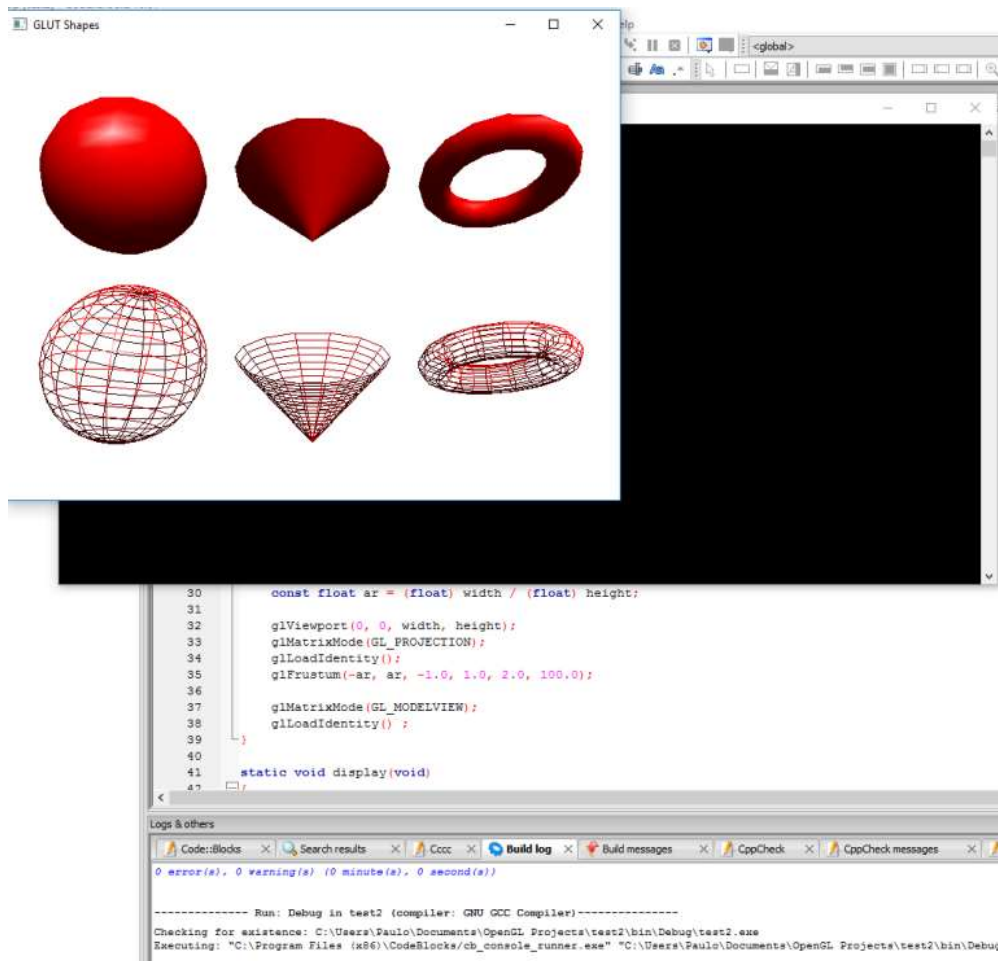 GLUT Shapes
elp
<global>
30 const float ar = (float) width / (float) height;
31
32 glViewport(0, 0, width, height);
33 glMatrixMode(GL_PROJECTION);
34 glLoadIdentity();
35 glFrustum(-ar, ar, -1.0, 1.0, 2.0, 100.0);
36
37 glMatrixMode(GL_MODELVIEW);
38 glLoadIdentity() ;
39 }
40
41 static void display(void)
42 {
Logs & others
Code::Blocks Search results Cccc Build log Build messages CppCheck CppCheck messages
0 error(s), 0 warning(s) (0 minute(s), 0 second(s))
-------------- Run: Debug in test2 (compiler: GNU GCC Compiler)---------------
Checking for existence: C:\Users\Paulo\Documents\OpenGL Projects\test2\bin\Debug\test2.exe
Executing: "C:\Program Files (x86)\CodeBlocks/cb_console_runner.exe" "C:\Users\Paulo\Documents\OpenGL Projects\test2\bin\Debug